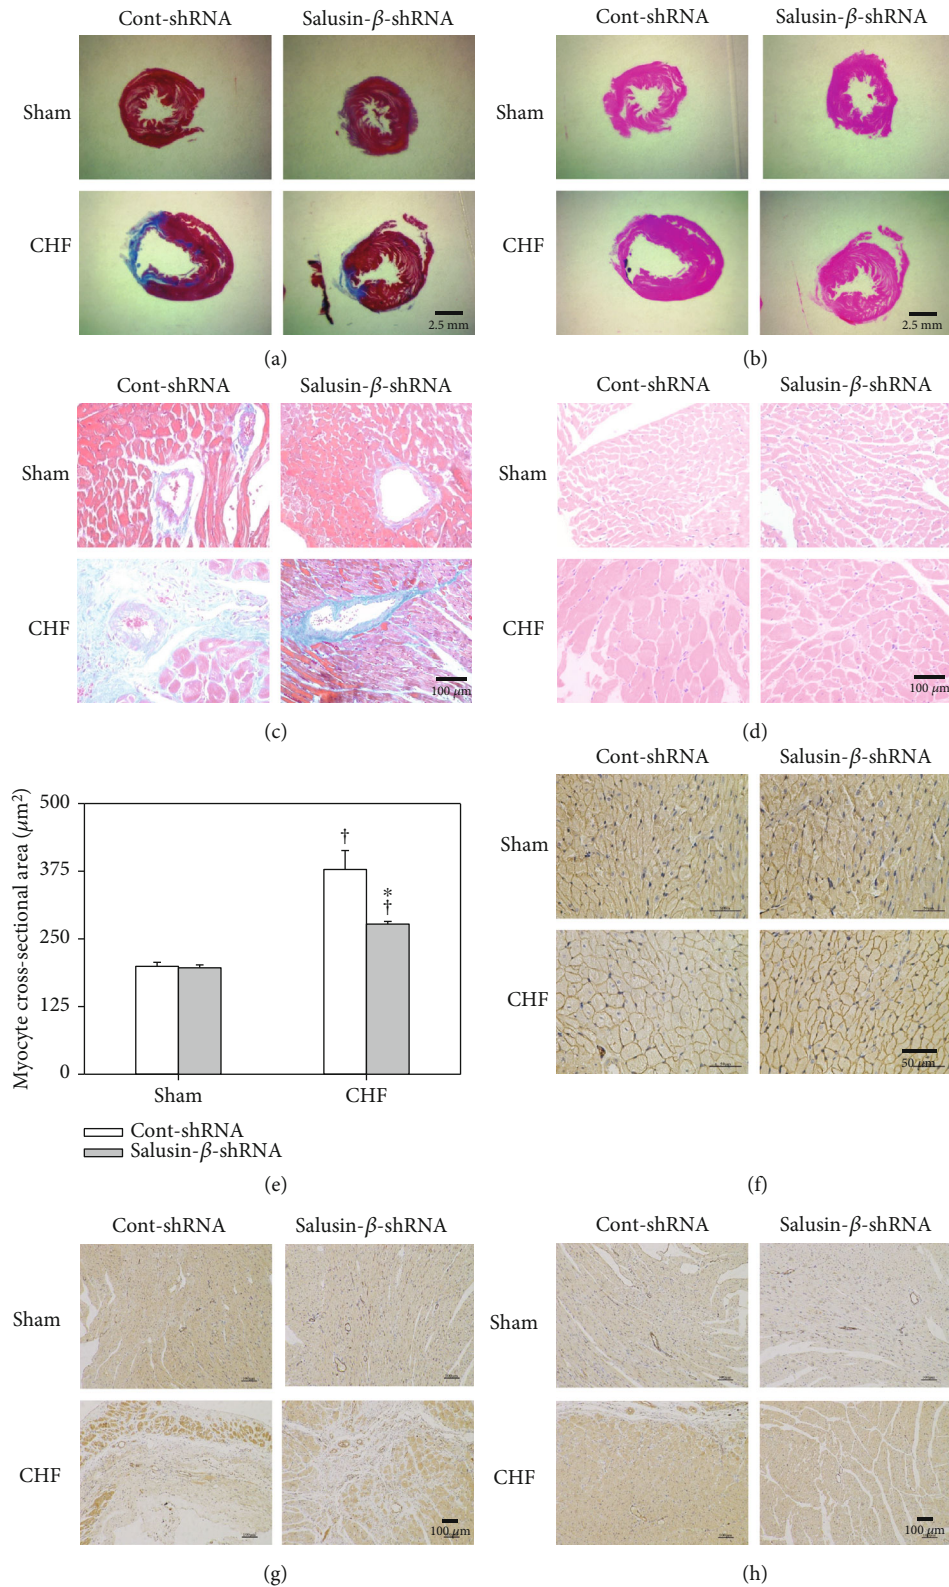 Cont-shRNA Salusin-β-shRNA
Sham
CHF
2.5 mm
(a)
Cont-shRNA Salusin-β-shRNA
Sham
CHF
2.5 mm
(b)
Cont-shRNA Salusin-β-shRNA
Sham
CHF
100 μm
(c)
Cont-shRNA Salusin-β-shRNA
Sham
CHF
100 μm
(d)
Myocyte cross-sectional area (μm²)
500
375
250
125
0
†
*
†
Sham CHF
Cont-shRNA
Salusin-β-shRNA
(e)
Cont-shRNA Salusin-β-shRNA
Sham
CHF
50 μm
(f)
Cont-shRNA Salusin-β-shRNA
Sham
CHF
100 μm
(g)
Cont-shRNA Salusin-β-shRNA
Sham
CHF
100 μm
(h)